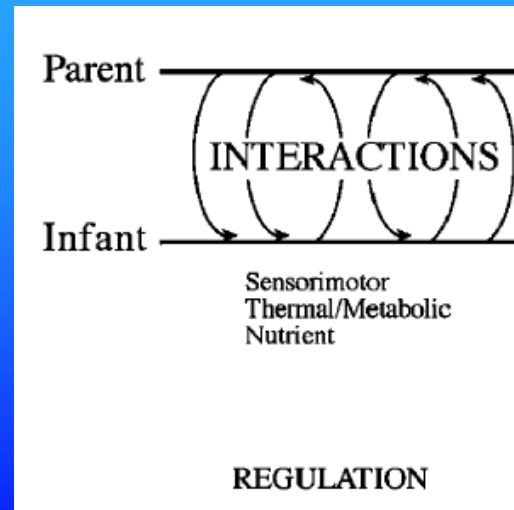 Parent
INTERACTIONS
Infant
Sensorimotor
Thermal/Metabolic
Nutrient
REGULATION